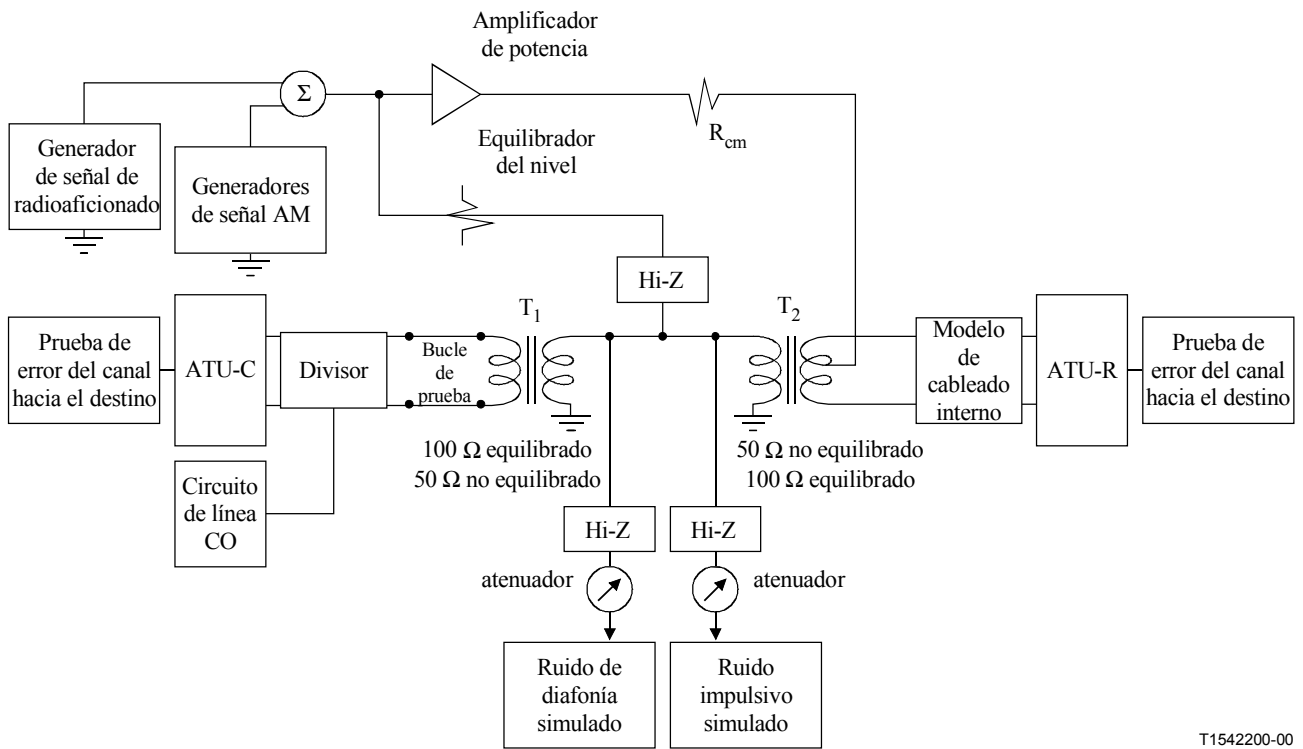 Amplificador
de potencia
Σ
R_cm
Generador
de señal de
radioaficionado
Generadores
de señal AM
Equilibrador
del nivel
Hi-Z
T1
T2
Prueba de
error del canal
hacia el destino
ATU-C
Divisor
Bucle
de
prueba
Modelo
de
cableado
interno
ATU-R
Prueba de
error del canal
hacia el destino
100 Ω equilibrado
50 Ω no equilibrado
50 Ω no equilibrado
100 Ω equilibrado
Circuito
de línea
CO
Hi-Z
Hi-Z
atenuador
atenuador
Ruido de
diafonía
simulado
Ruido
impulsivo
simulado
T1542200-00